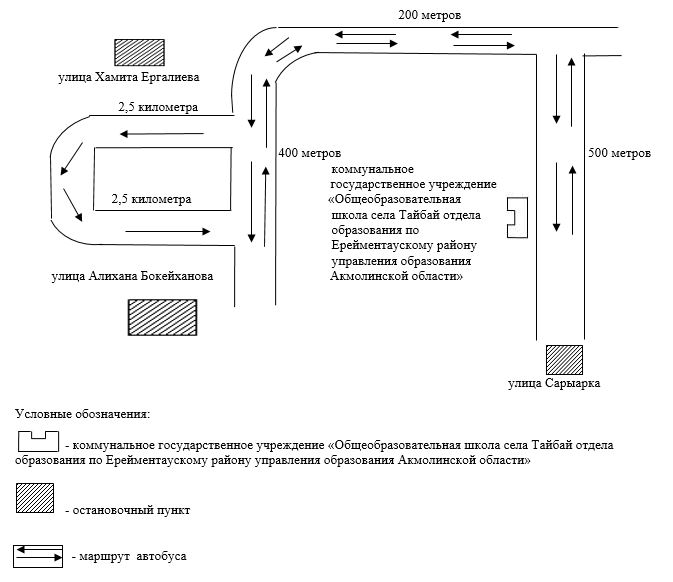 200 метров
улица Хамита Ергалиева
2,5 километра
400 метров
500 метров
коммунальное
государственное учреждение
«Общеобразовательная
школа села Тайбай отдела
образования по
Ерейментаускому району
управления образования
Акмолинской области»
2,5 километра
улица Алихана Бокейханова
улица Сарыарка
Условные обозначения:
- коммунальное государственное учреждение «Общеобразовательная школа села Тайбай отдела
образования по Ерейментаускому району управления образования Акмолинской области»
- остановочный пункт
- маршрут автобуса